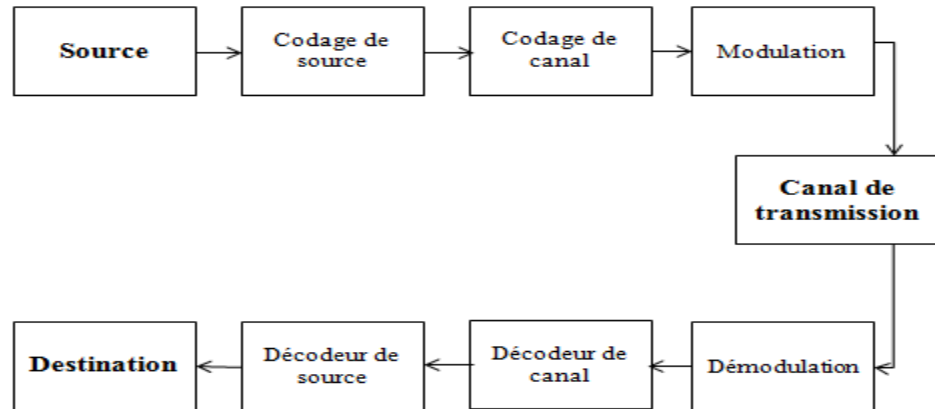 Source
Codage de
source
Codage de
canal
Modulation
Canal de
transmission
Destination
Décodeur de
source
Décodeur de
canal
Démodulation